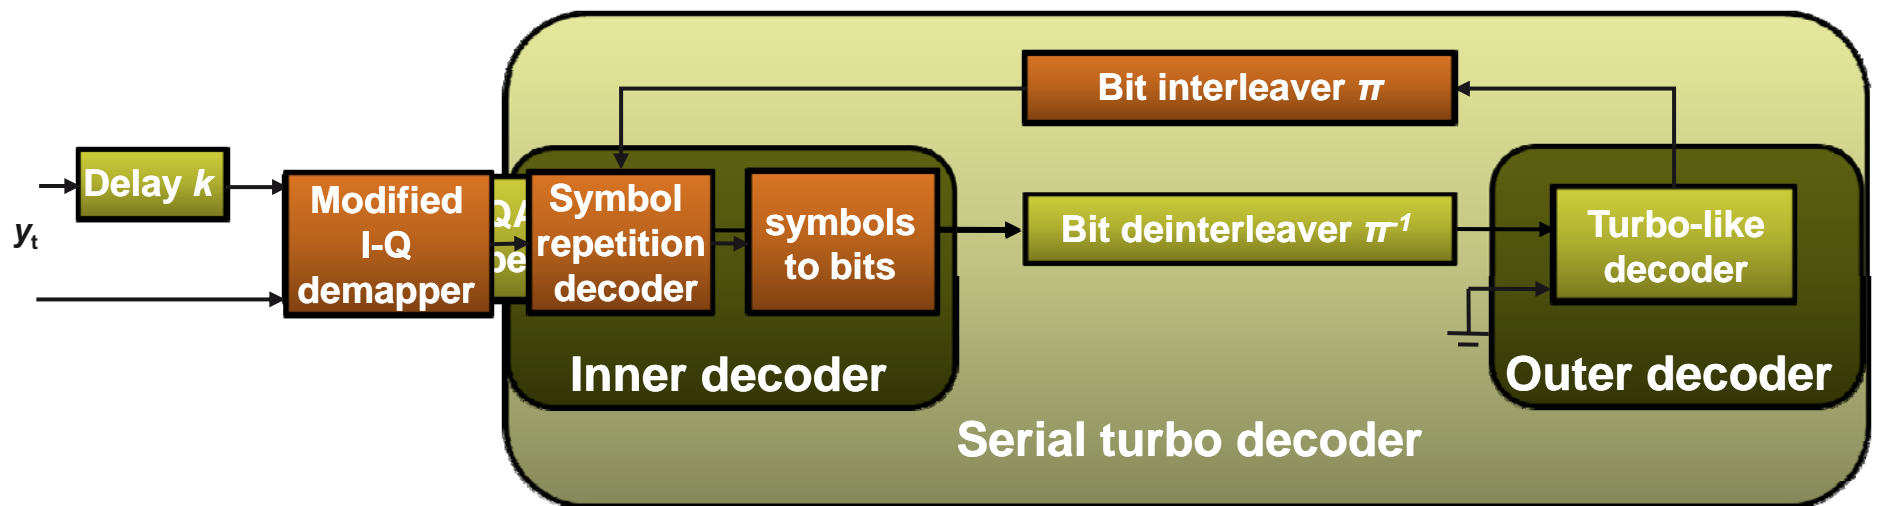 Bit interleaver π
Delay k
yt
Modified
I-Q
demapper
Symbol
repetition
decoder
symbols
to bits
Bit deinterleaver π-1
Turbo-like
decoder
Inner decoder
Outer decoder
Serial turbo decoder